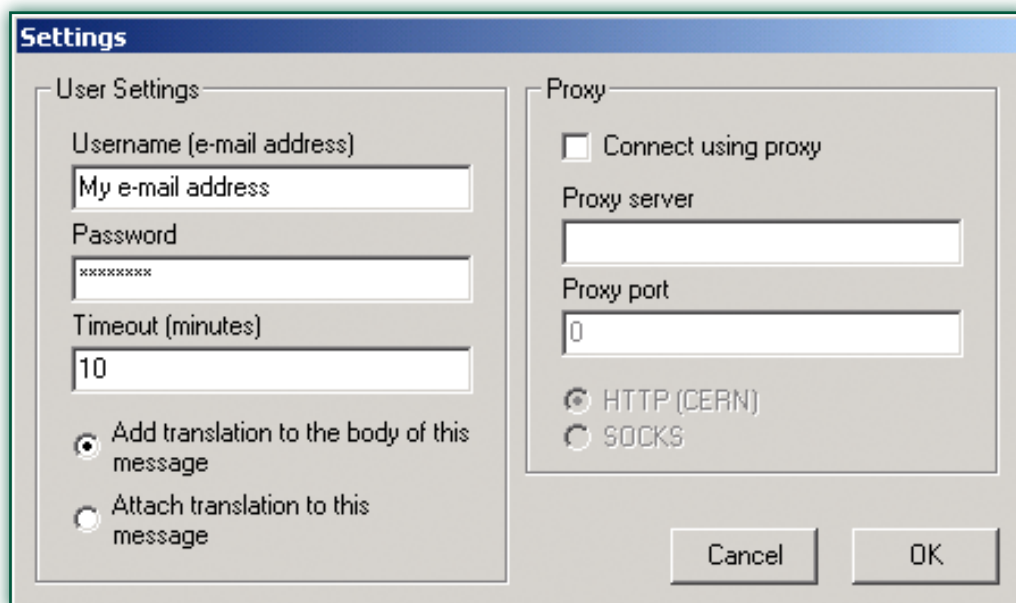 Settings
User Settings
Username (e-mail address)
My e-mail address
Password
********
Timeout (minutes)
10
Add translation to the body of this
message
Attach translation to this
message
Proxy
Connect using proxy
Proxy server
Proxy port
0
HTTP (CERN)
SOCKS
Cancel
OK